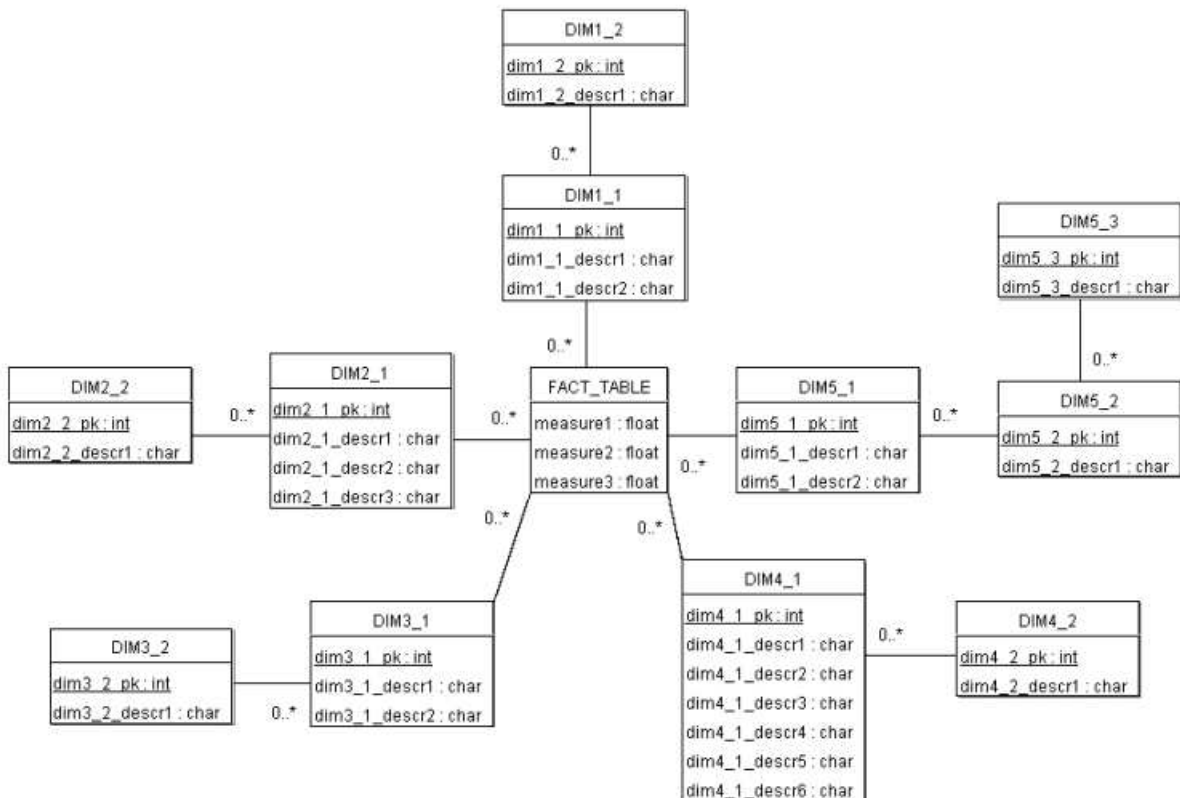 DIM1_2
dim1_2_pk : int
dim1_2_descr1 : char
0..*
DIM1_1
dim1_1_pk : int
dim1_1_descr1 : char
dim1_1_descr2 : char
0..*
DIM5_3
dim5_3_pk : int
dim5_3_descr1 : char
0..*
DIM2_2
dim2_2_pk : int
dim2_2_descr1 : char
0..*
DIM2_1
dim2_1_pk : int
dim2_1_descr1 : char
dim2_1_descr2 : char
dim2_1_descr3 : char
0..*
FACT_TABLE
measure1 : float
measure2 : float
measure3 : float
0..*
DIM5_1
dim5_1_pk : int
dim5_1_descr1 : char
dim5_1_descr2 : char
0..*
DIM5_2
dim5_2_pk : int
dim5_2_descr1 : char
0..*
0..*
DIM3_2
dim3_2_pk : int
dim3_2_descr1 : char
0..*
DIM3_1
dim3_1_pk : int
dim3_1_descr1 : char
dim3_1_descr2 : char
DIM4_1
dim4_1_pk : int
dim4_1_descr1 : char
dim4_1_descr2 : char
dim4_1_descr3 : char
dim4_1_descr4 : char
dim4_1_descr5 : char
dim4_1_descr6 : char
0..*
DIM4_2
dim4_2_pk : int
dim4_2_descr1 : char